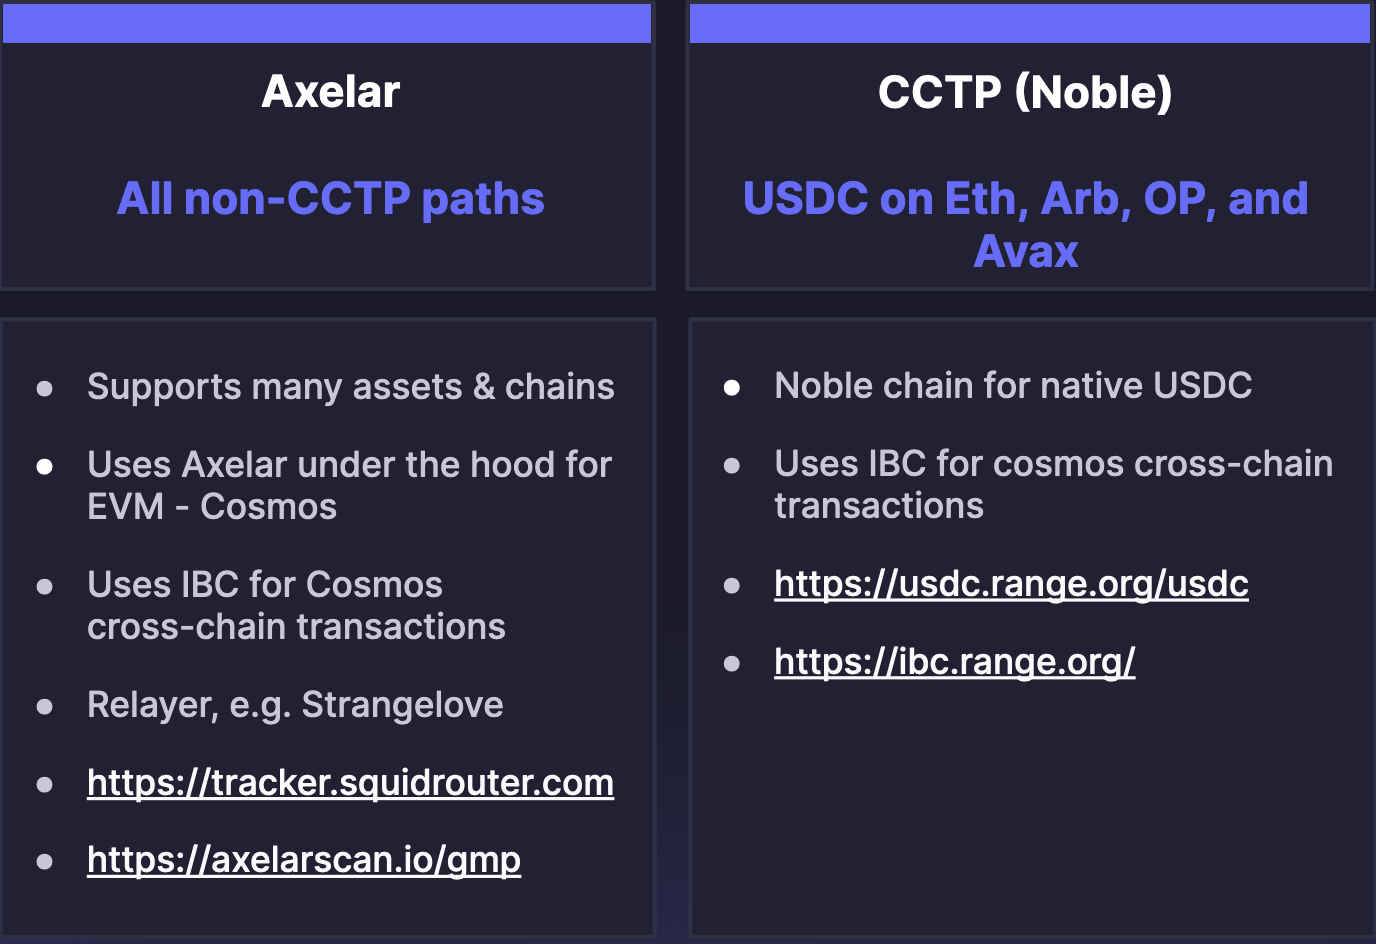 Axelar
All non-CCTP paths
● Supports many assets & chains
● Uses Axelar under the hood for
EVM - Cosmos
● Uses IBC for Cosmos
cross-chain transactions
● Relayer, e.g. Strangelove
● https://tracker.squidrouter.com
● https://axelarscan.io/gmp
CCTP (Noble)
USDC on Eth, Arb, OP, and
Avax
● Noble chain for native USDC
● Uses IBC for cosmos cross-chain
transactions
● https://usdc.range.org/usdc
● https://ibc.range.org/